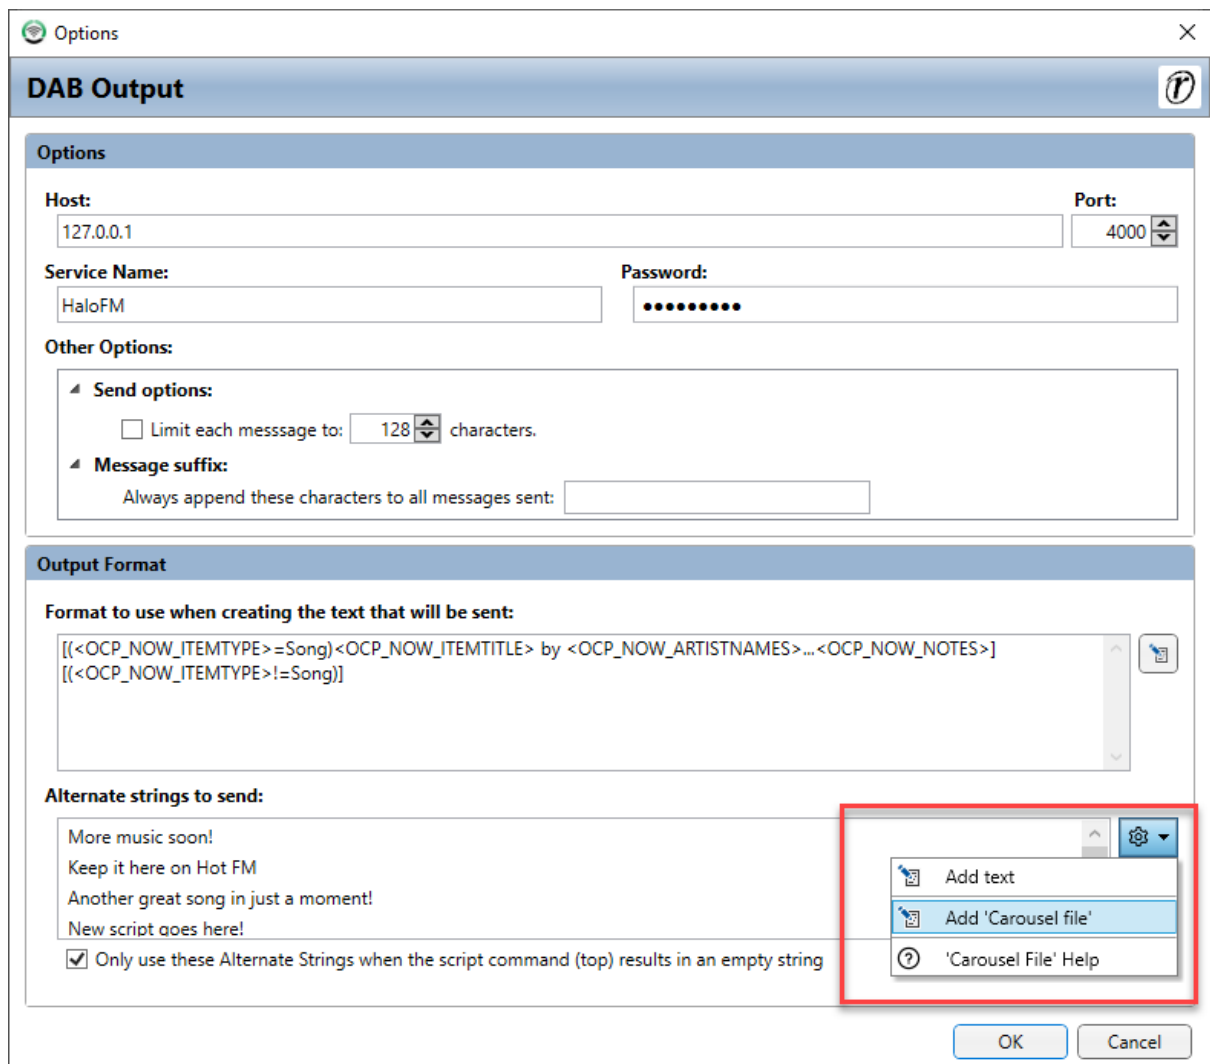 Options
DAB Output
Options
Host: Port:
127.0.0.1 4000
Service Name: Password:
HaloFM ●●●●●●●●●
Other Options:
Send options:
Limit each messsage to: 128 characters.
Message suffix:
Always append these characters to all messages sent:
Output Format
Format to use when creating the text that will be sent:
[(<OCP_NOW_ITEMTYPE>=Song)<OCP_NOW_ITEMTITLE> by <OCP_NOW_ARTISTNAMES>...<OCP_NOW_NOTES>]
[(<OCP_NOW_ITEMTYPE>!=Song)]
Alternate strings to send:
More music soon!
Keep it here on Hot FM
Add text
Another great song in just a moment!
Add 'Carousel file'
New script goes here!
Only use these Alternate Strings when the script command (top) results in an empty string
'Carousel File' Help
OK Cancel